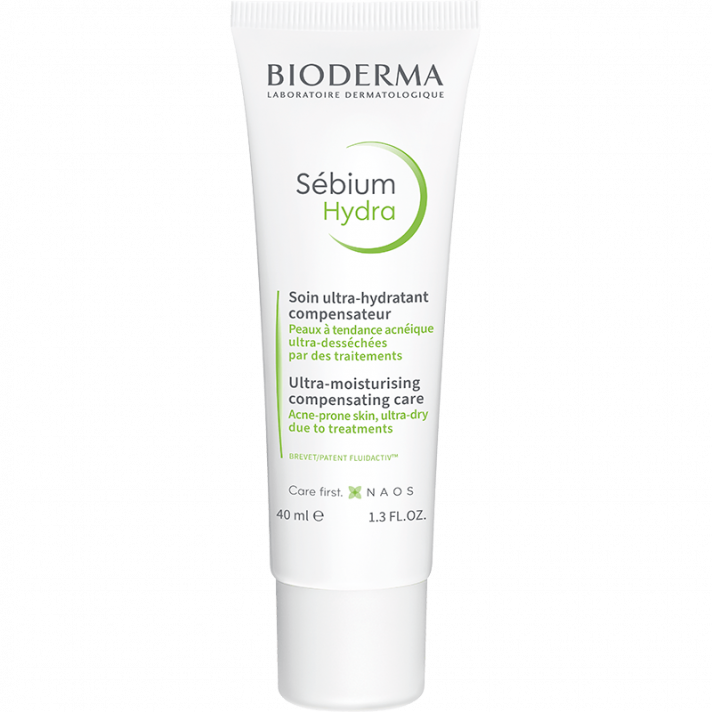 BIODERMA
LABORATOIRE DERMATOLOGIQUE
Sébium
Hydra
Soin ultra-hydratant
compensateur
Peaux à tendance acnéique
ultra-desséchées
par des traitements
Ultra-moisturising
compensating care
Acne-prone skin, ultra-dry
due to treatments
BREVET/PATENT FLUIDACTIV™
Care first. NAOS
40 ml ℮ 1.3 FL.OZ.